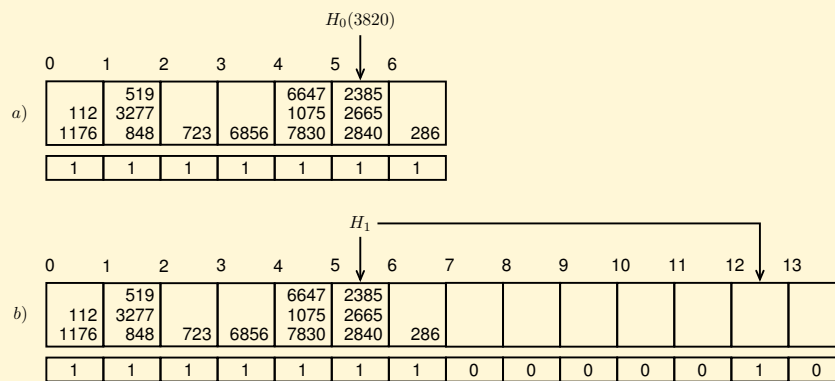 H₀(3820)
0 1 2 3 4 5 6
519 6647 2385
a) 112 3277 1075 2665
1176 848 723 6856 7830 2840 286
1 1 1 1 1 1 1
H₁
0 1 2 3 4 5 6 7 8 9 10 11 12 13
519 6647 2385
b) 112 3277 1075 2665
1176 848 723 6856 7830 2840 286
1 1 1 1 1 1 1 0 0 0 0 0 1 0